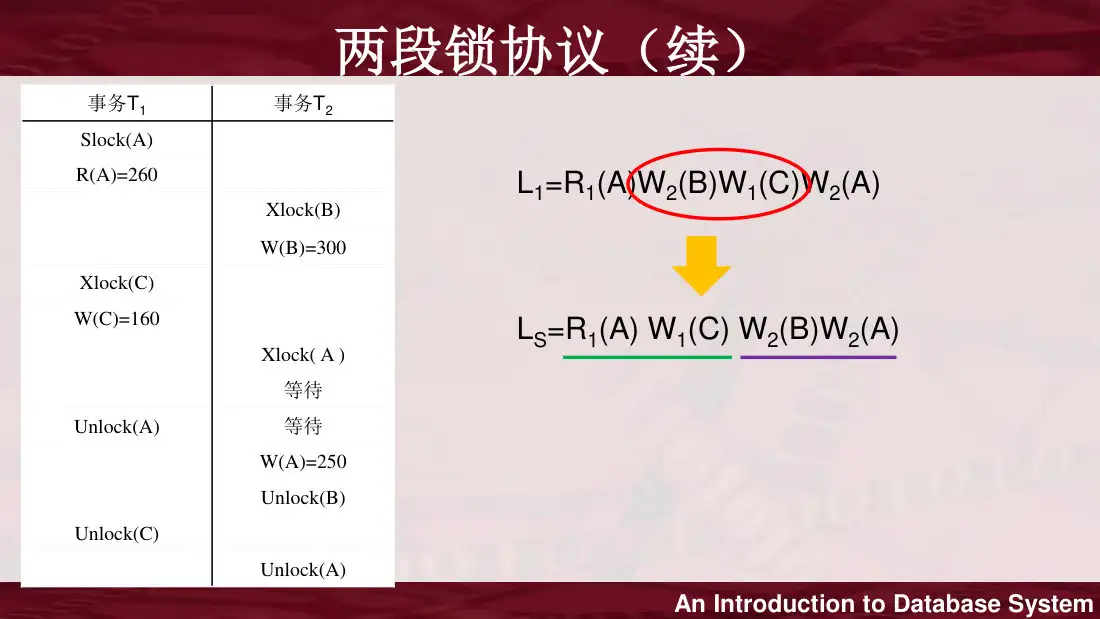 两段锁协议（续）
事务T1 事务T2
Slock(A)
R(A)=260
Xlock(B)
W(B)=300
Xlock(C)
W(C)=160
Xlock( A )
等待
Unlock(A) 等待
W(A)=250
Unlock(B)
Unlock(C)
Unlock(A)
L1=R1(A)W2(B)W1(C)W2(A)
LS=R1(A) W1(C) W2(B)W2(A)
An Introduction to Database System